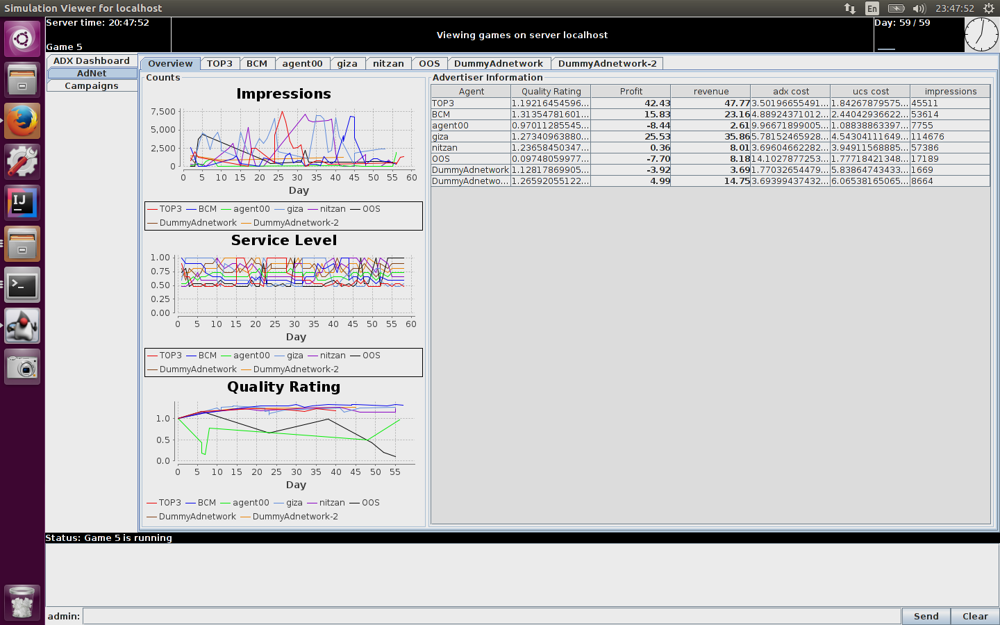 Simulation Viewer for localhost
En
23:47:52
Server time: 20:47:52
Game 5
Viewing games on server localhost
Day: 59 / 59
ADX Dashboard
AdNet
Campaigns
Overview TOP3 BCM agent00 giza nitzan OOS DummyAdnetwork DummyAdnetwork-2
Counts
Impressions
7,500
5,000
2,500
0
0 5 10 15 20 25 30 35 40 45 50 55 60
Day
TOP3 BCM agent00 giza nitzan OOS
DummyAdnetwork DummyAdnetwork-2
Service Level
1.00
0.75
0.50
0.25
0.00
0 5 10 15 20 25 30 35 40 45 50 55 60
Day
TOP3 BCM agent00 giza nitzan OOS
DummyAdnetwork DummyAdnetwork-2
Quality Rating
1.0
0.5
0.0
0 5 10 15 20 25 30 35 40 45 50 55
Day
TOP3 BCM agent00 giza nitzan OOS
DummyAdnetwork DummyAdnetwork-2
Advertiser Information
Agent Quality Rating Profit revenue adx cost ucs cost impressions
TOP3 1.19216454596... 42.43 47.77 3.50196655491... 1.84267879575... 45511
BCM 1.31354781601... 15.83 23.16 4.88924371012... 2.44042936622... 53614
agent00 0.97011285545... -8.44 2.61 9.96671899005... 1.08838863397... 7755
giza 1.27340963880... 25.53 35.86 5.78152465928... 4.54304111649... 114676
nitzan 1.23658450347... 0.36 8.01 3.69604662282... 3.94911568885... 57386
OOS 0.09748059977... -7.70 8.18 14.1027877253... 1.77718421348... 17189
DummyAdnetwork 1.12817869905... -3.92 3.69 1.77032654479... 5.83864743433... 1669
DummyAdnetwo... 1.26592055122... 4.99 14.75 3.69399437432... 6.06538165065... 8664
Status: Game 5 is running
admin:
Send
Clear